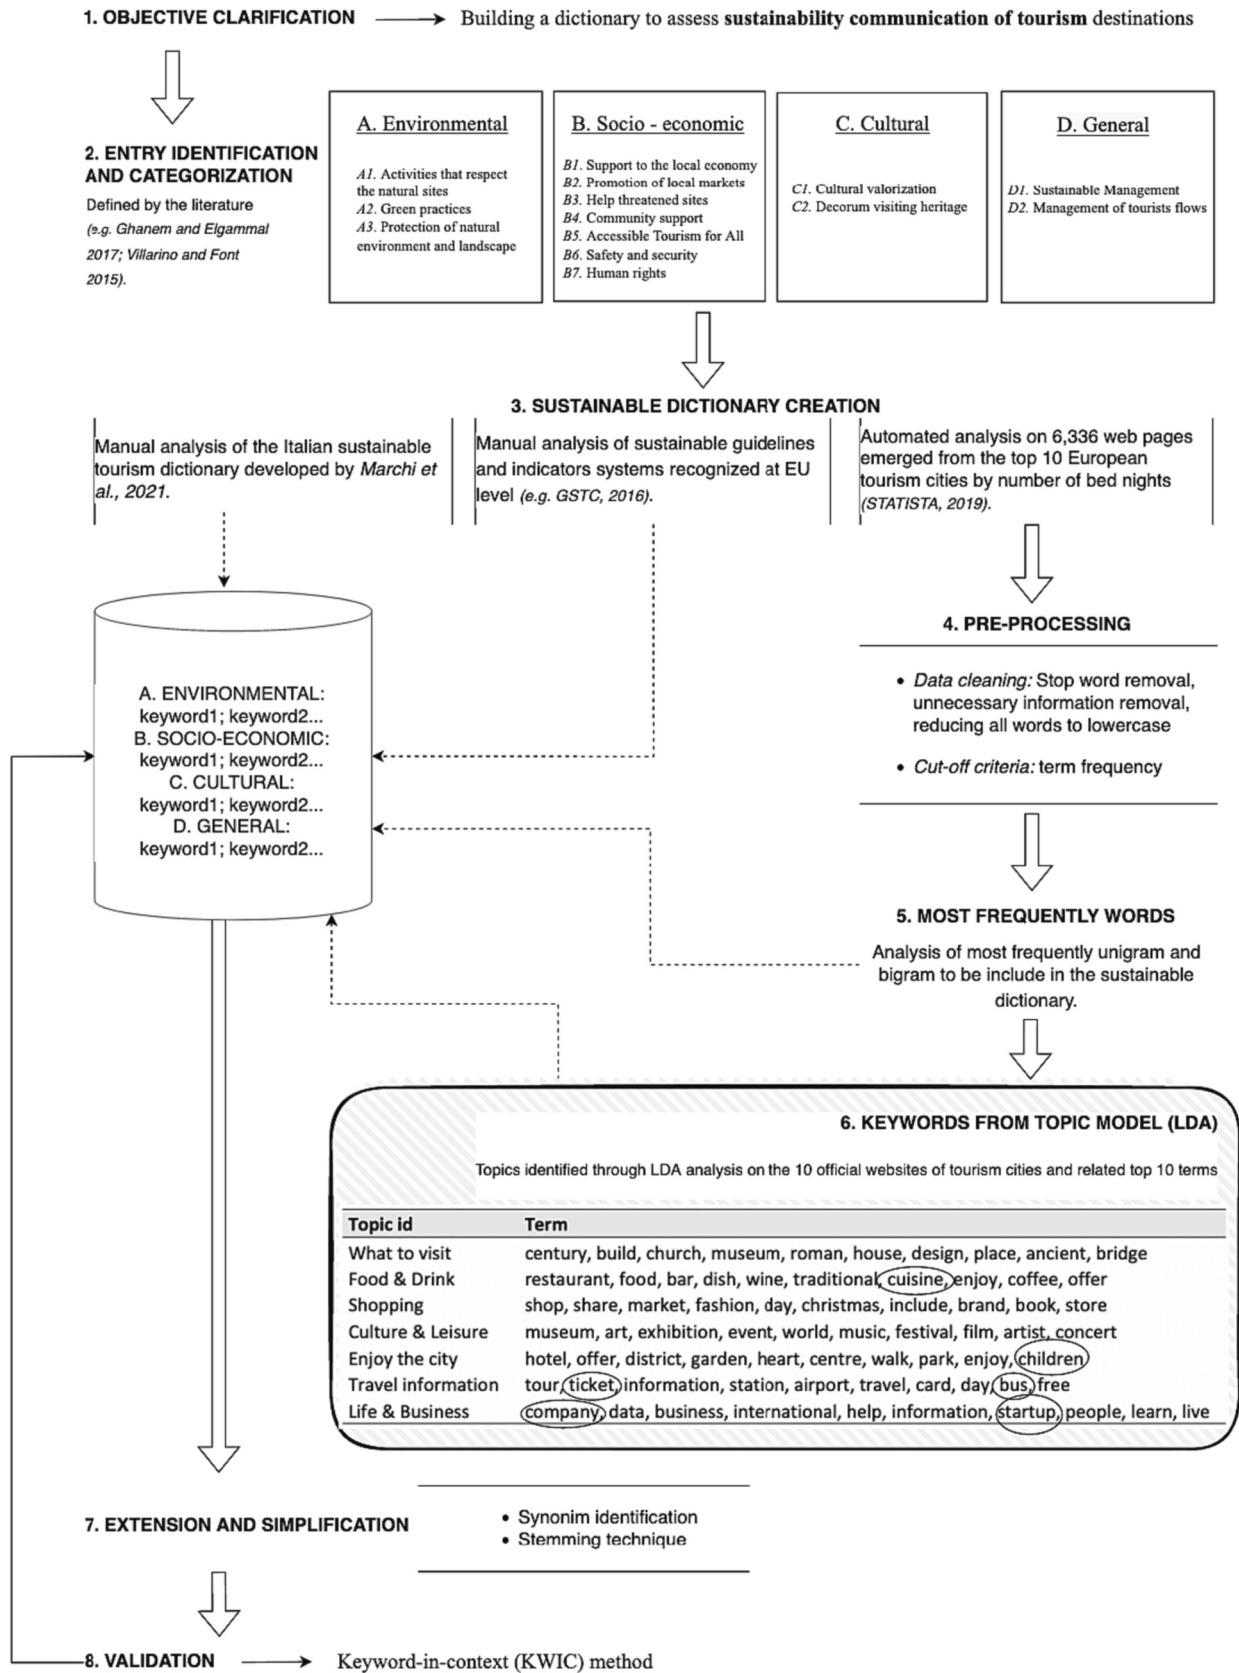 1. OBJECTIVE CLARIFICATION
Building a dictionary to assess sustainability communication of tourism destinations
2. ENTRY IDENTIFICATION
AND CATEGORIZATION
Defined by the literature
(e.g. Ghanem and Elgammal
2017; Villarino and Font
2015).
A. Environmental
A1. Activities that respect
the natural sites
A2. Green practices
A3. Protection of natural
environment and landscape
B. Socio - economic
B1. Support to the local economy
B2. Promotion of local markets
B3. Help threatened sites
B4. Community support
B5. Accessible Tourism for All
B6. Safety and security
B7. Human rights
C. Cultural
C1. Cultural valorization
C2. Decorum visiting heritage
D. General
D1. Sustainable Management
D2. Management of tourists flows
3. SUSTAINABLE DICTIONARY CREATION
Manual analysis of the Italian sustainable
tourism dictionary developed by Marchi et
al., 2021.
Manual analysis of sustainable guidelines
and indicators systems recognized at EU
level (e.g. GSTC, 2016).
Automated analysis on 6,336 web pages
emerged from the top 10 European
tourism cities by number of bed nights
(STATISTA, 2019).
4. PRE-PROCESSING
• Data cleaning: Stop word removal,
unnecessary information removal,
reducing all words to lowercase
• Cut-off criteria: term frequency
A. ENVIRONMENTAL:
keyword1; keyword2...
B. SOCIO-ECONOMIC:
keyword1; keyword2...
C. CULTURAL:
keyword1; keyword2...
D. GENERAL:
keyword1; keyword2...
5. MOST FREQUENTLY WORDS
Analysis of most frequently unigram and
bigram to be include in the sustainable
dictionary.
6. KEYWORDS FROM TOPIC MODEL (LDA)
Topics identified through LDA analysis on the 10 official websites of tourism cities and related top 10 terms
Topic id Term
What to visit century, build, church, museum, roman, house, design, place, ancient, bridge
Food & Drink restaurant, food, bar, dish, wine, traditional, cuisine, enjoy, coffee, offer
Shopping shop, share, market, fashion, day, christmas, include, brand, book, store
Culture & Leisure museum, art, exhibition, event, world, music, festival, film, artist, concert
Enjoy the city hotel, offer, district, garden, heart, centre, walk, park, enjoy, children
Travel information tour, ticket, information, station, airport, travel, card, day, bus, free
Life & Business company, data, business, international, help, information, startup, people, learn, live
7. EXTENSION AND SIMPLIFICATION
• Synonim identification
• Stemming technique
8. VALIDATION
Keyword-in-context (KWIC) method